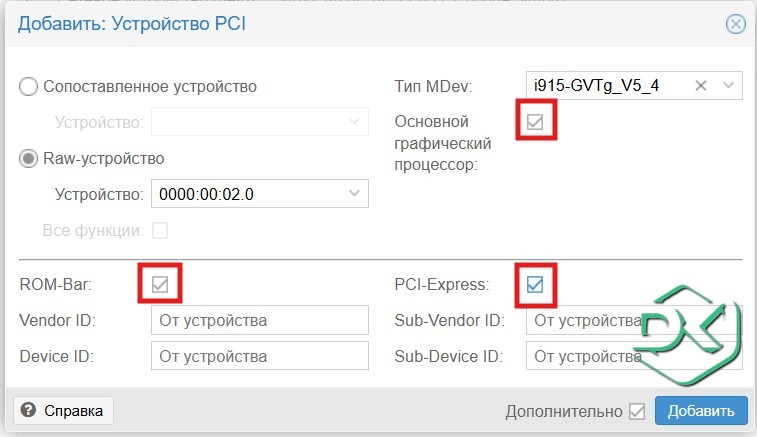 Добавить: Устройство PCI
Сопоставленное устройство
Устройство:
Raw-устройство
Устройство: 0000:00:02.0
Все функции:
Тип MDev: i915-GVTg_V5_4
Основной
графический
процессор:
ROM-Bar:
PCI-Express:
Vendor ID: От устройства
Sub-Vendor ID: От устройства
Device ID: От устройства
Sub-Device ID: От устройства
Справка
Дополнительно
Добавить